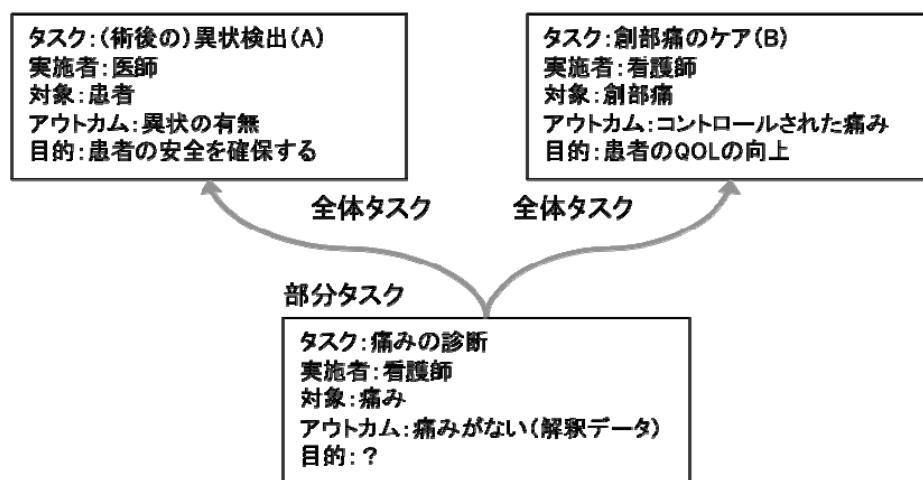 タスク:(術後の)異状検出(A)
実施者:医師
対象:患者
アウトカム:異状の有無
目的:患者の安全を確保する
タスク:創部痛のケア(B)
実施者:看護師
対象:創部痛
アウトカム:コントロールされた痛み
目的:患者のQOLの向上
全体タスク
全体タスク
部分タスク
タスク:痛みの診断
実施者:看護師
対象:痛み
アウトカム:痛みがない(解釈データ)
目的:?